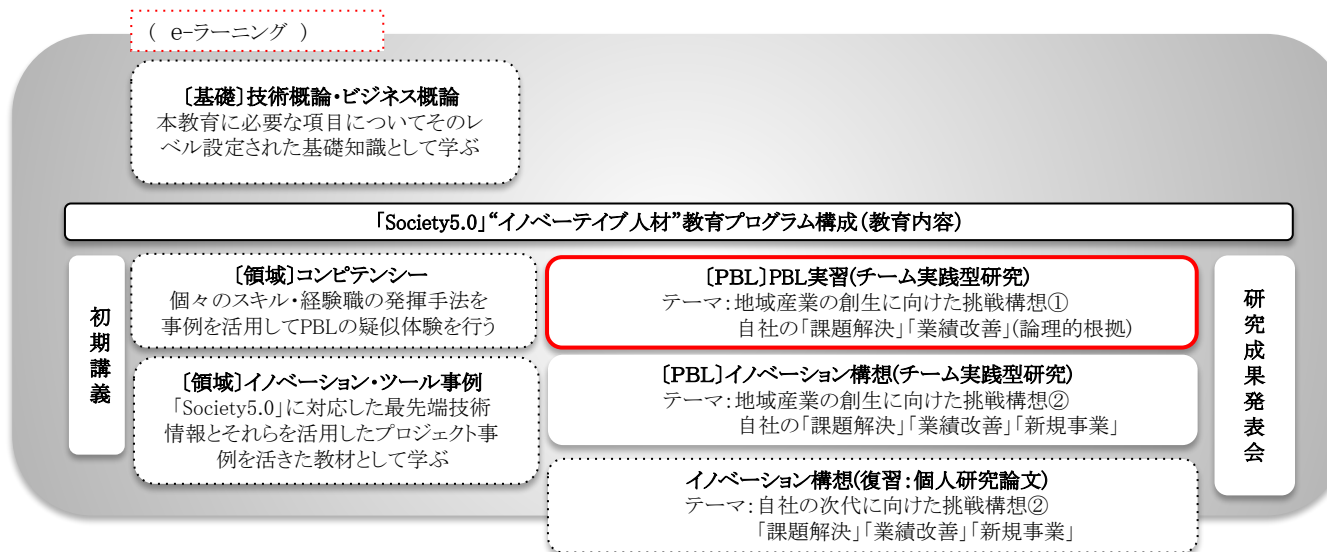 （ e-ラーニング ）
〔基礎〕技術概論・ビジネス概論
本教育に必要な項目についてそのレ
ベル設定された基礎知識として学ぶ
「Society5.0」“イノベーテイブ人材”教育プログラム構成（教育内容）
初期講義
〔領域〕コンピテンシー
個々のスキル・経験職の発揮手法を
事例を活用してPBLの疑似体験を行う
〔領域〕イノベーション・ツール事例
「Society5.0」に対応した最先端技術
情報とそれらを活用したプロジェクト事
例を活きた教材として学ぶ
〔PBL〕PBL実習(チーム実践型研究)
テーマ：地域産業の創生に向けた挑戦構想①
自社の「課題解決」「業績改善」(論理的根拠)
〔PBL〕イノベーション構想(チーム実践型研究)
テーマ：地域産業の創生に向けた挑戦構想②
自社の「課題解決」「業績改善」「新規事業」
イノベーション構想(復習：個人研究論文)
テーマ：自社の次代に向けた挑戦構想②
「課題解決」「業績改善」「新規事業」
研究成果発表会